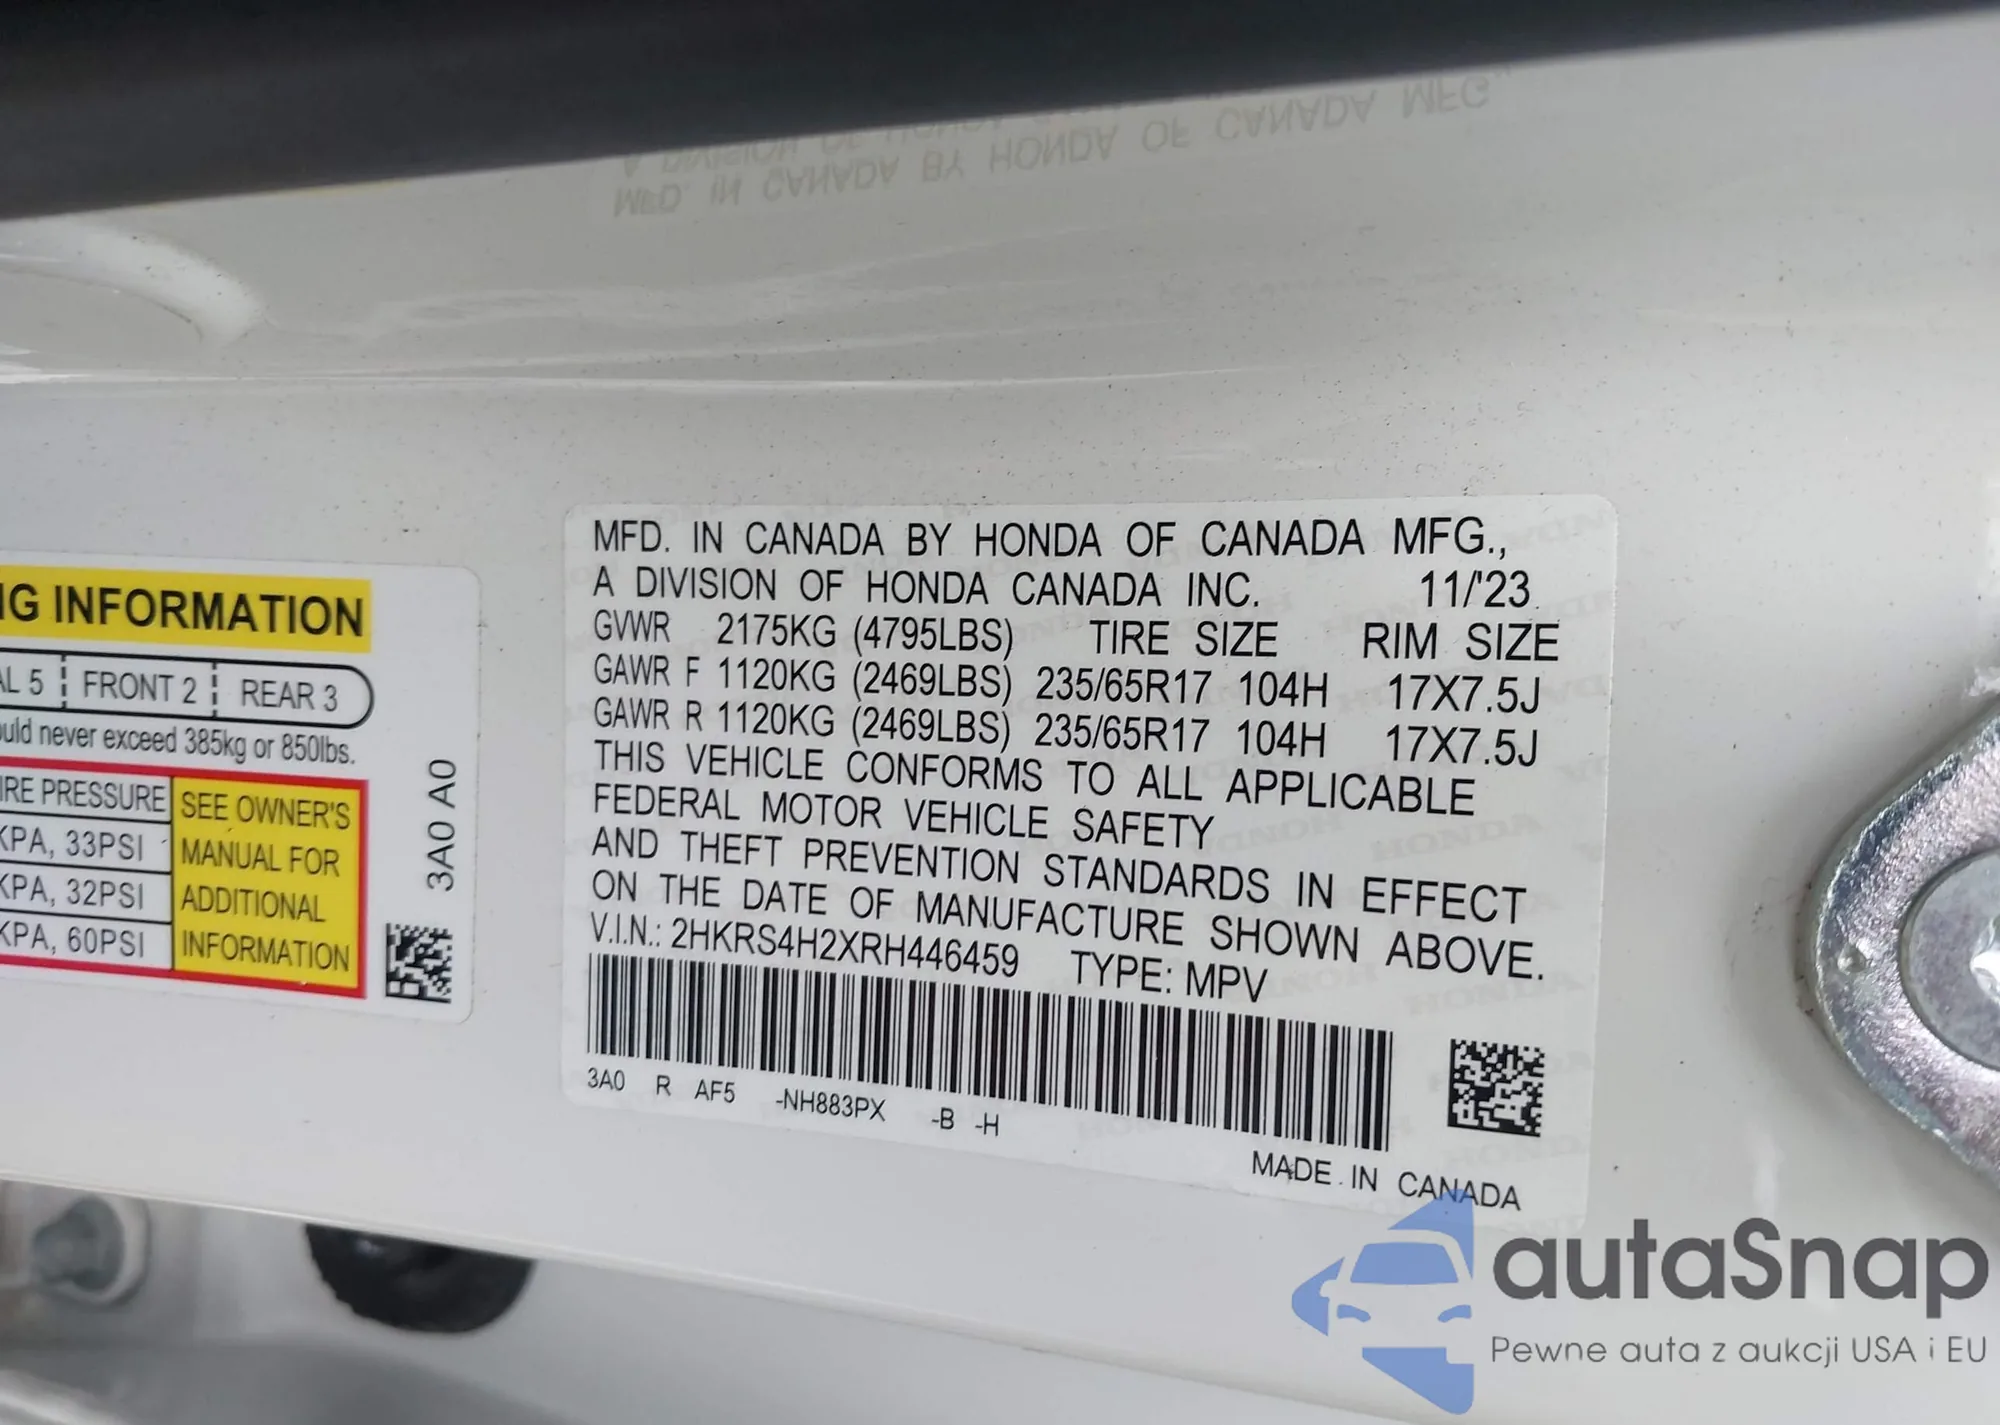 MFD. IN CANADA BY HONDA OF CANADA MFG.,
A DIVISION OF HONDA CANADA INC. 11/'23
GVWR 2175KG (4795LBS) TIRE SIZE RIM SIZE
GAWR F 1120KG (2469LBS) 235/65R17 104H 17X7.5J
GAWR R 1120KG (2469LBS) 235/65R17 104H 17X7.5J
THIS VEHICLE CONFORMS TO ALL APPLICABLE
FEDERAL MOTOR VEHICLE SAFETY
AND THEFT PREVENTION STANDARDS IN EFFECT
ON THE DATE OF MANUFACTURE SHOWN ABOVE.
V.I.N.: 2HKRS4H2XRH446459 TYPE: MPV
3A0 R AF5 -NH883PX -B -H
MADE IN CANADA
INFORMATION
5 FRONT 2 REAR 3
never exceed 385kg or 850lbs.
PRESSURE
KPA, 33PSI
KPA, 32PSI
KPA, 60PSI
SEE OWNER'S
MANUAL FOR
ADDITIONAL
INFORMATION
3A0 A0
autaSnap
Pewne auta z aukcji USA i EU